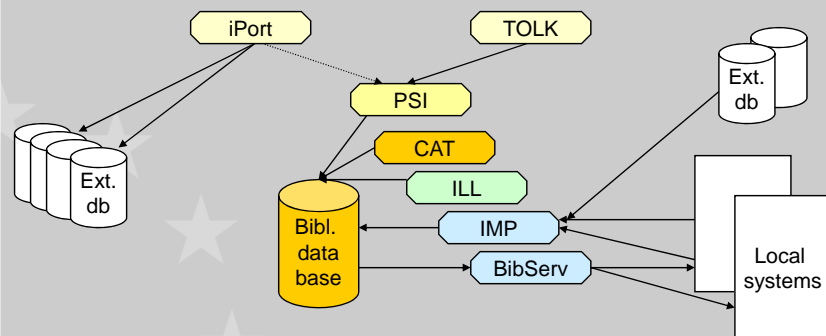 iPort
TOLK
Ext.
db
PSI
CAT
Ext.
db
ILL
Bibl.
data
base
IMP
BibServ
Local
systems